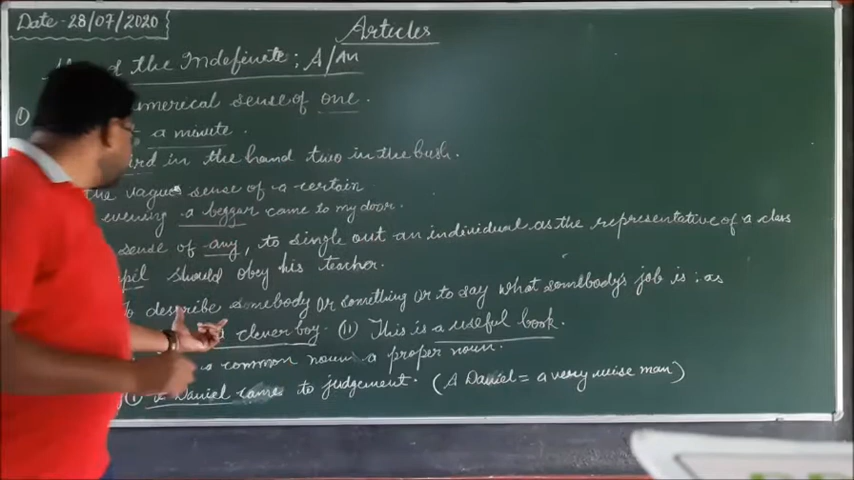 Date - 28/07/2020
Articles
the Indefinite ; A/An
(i) numerical sense of one.
a minute.
in the hand two in the bush.
the vague sense of a certain
evening a beggar came to my door.
sense of any, to single out an individual as the representative of a class
should obey his teacher.
to describe somebody or something or to say what somebody's job is ; as
a clever boy. (ii) This is a useful book.
common noun a proper noun.
(i) A Daniel came to judgement. (A Daniel = a very wise man)